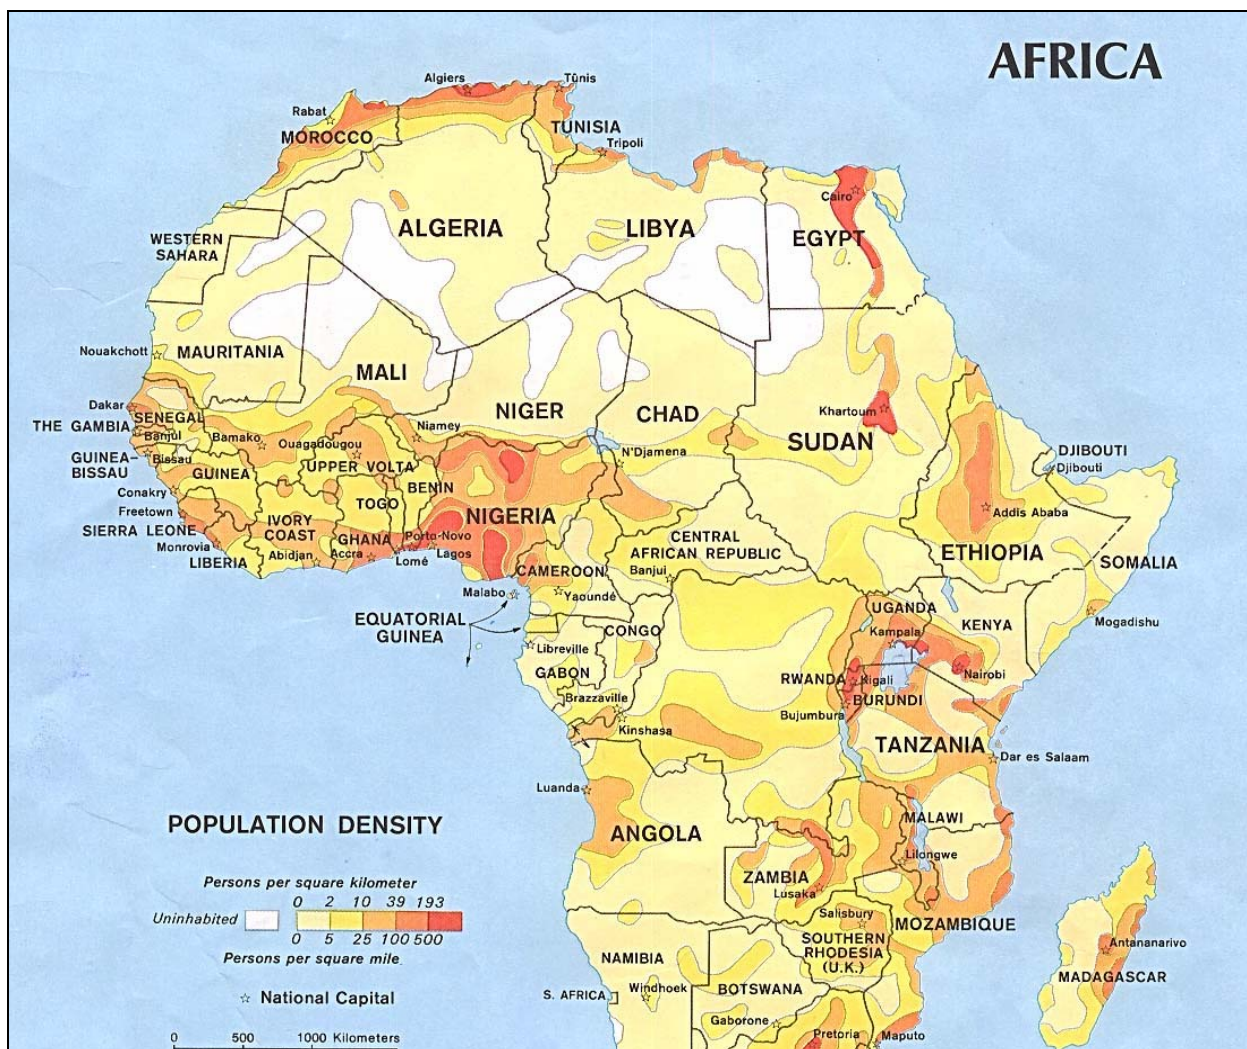 AFRICA
Algiers
Tûnis
Rabat
MOROCCO
TUNISIA
Tripoli
Cairo
ALGERIA
LIBYA
EGYPT
WESTERN
SAHARA
Nouakchott
MAURITANIA
MALI
NIGER
CHAD
SUDAN
Khartoum
Dakar
SENEGAL
THE GAMBIA
Banjul
Bamako
Ouagadougou
Niamey
N'Djamena
DJIBOUTI
Djibouti
GUINEA-
BISSAU
Bissau
GUINEA
UPPER VOLTA
BENIN
Conakry
Freetown
TOGO
NIGERIA
Addis Ababa
SIERRA LEONE
IVORY
COAST
GHANA
Porto-Novo
CENTRAL
AFRICAN REPUBLIC
ETHIOPIA
SOMALIA
Monrovia
LIBERIA
Abidjan
Accra
Lomé
Lagos
CAMEROON
Banjui
Malabo
Yaoundé
EQUATORIAL
GUINEA
UGANDA
KENYA
Mogadishu
CONGO
Kampala
Libreville
GABON
RWANDA
Kigali
Nairobi
Brazzaville
BURUNDI
Bujumbura
Kinshasa
TANZANIA
Dar es Salaam
Luanda
ANGOLA
MALAWI
Lilongwe
ZAMBIA
Lusaka
Salisbury
MOZAMBIQUE
SOUTHERN
RHODESIA
(U.K.)
Antananarivo
MADAGASCAR
NAMIBIA
BOTSWANA
S. AFRICA
Windhoek
Gaborone
Pretoria
Maputo
POPULATION DENSITY
Persons per square kilometer
0 2 10 39 193
Uninhabited
0 5 25 100 500
Persons per square mile
National Capital
0 500 1000 Kilometers